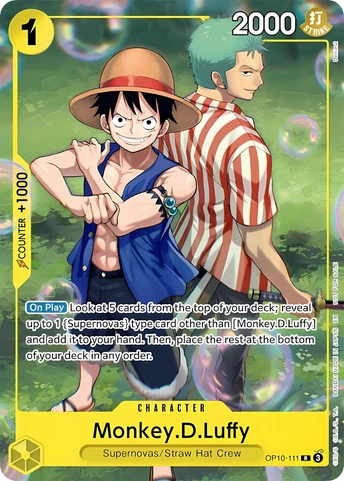 1
2000
打
STRIKE
COUNTER +1000
On Play Look at 5 cards from the top of your deck; reveal
up to 1 {Supernovas} type card other than [Monkey.D.Luffy]
and add it to your hand. Then, place the rest at the bottom
of your deck in any order.
CHARACTER
Monkey.D.Luffy
Supernovas/Straw Hat Crew
OP10-111 R 3